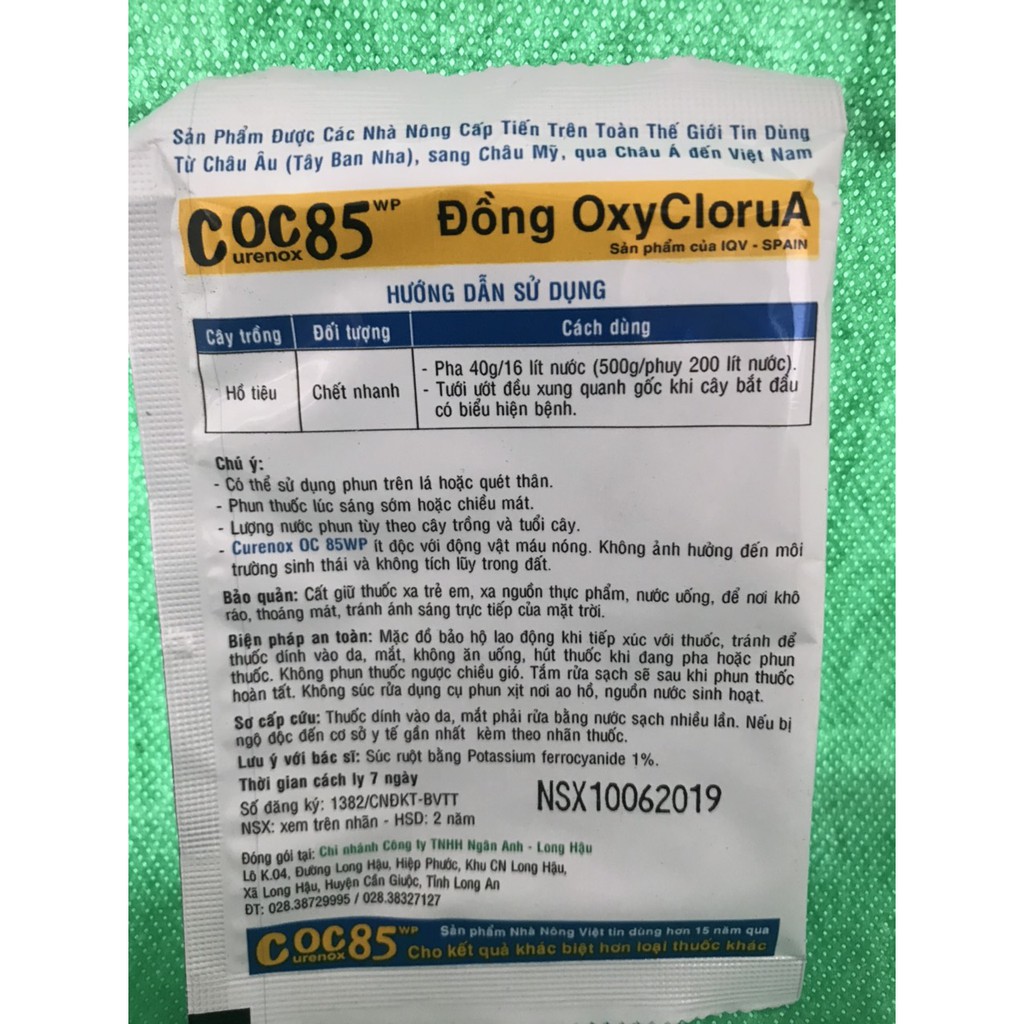 Sản Phẩm Được Các Nhà Nông Cấp Tiến Trên Toàn Thế Giới Tin Dùng
Từ Châu Âu (Tây Ban Nha), sang Châu Mỹ, qua Châu Á đến Việt Nam
Curenox OC85 WP Đồng OxyCloruA
Sản phẩm của IQV - SPAIN
HƯỚNG DẪN SỬ DỤNG
Cây trồng Đối tượng Cách dùng
Hồ tiêu Chết nhanh - Pha 40g/16 lít nước (500g/phuy 200 lít nước).
- Tưới ướt đều xung quanh gốc khi cây bắt đầu
có biểu hiện bệnh.
Chú ý:
- Có thể sử dụng phun trên lá hoặc quét thân.
- Phun thuốc lúc sáng sớm hoặc chiều mát.
- Lượng nước phun tùy theo cây trồng và tuổi cây.
- Curenox OC 85WP ít độc với động vật máu nóng. Không ảnh hưởng đến môi
trường sinh thái và không tích lũy trong đất.
Bảo quản: Cất giữ thuốc xa trẻ em, xa nguồn thực phẩm, nước uống, để nơi khô
ráo, thoáng mát, tránh ánh sáng trực tiếp của mặt trời.
Biện pháp an toàn: Mặc đồ bảo hộ lao động khi tiếp xúc với thuốc, tránh để
thuốc dính vào da, mắt, không ăn uống, hút thuốc khi đang pha hoặc phun
thuốc. Không phun thuốc ngược chiều gió. Tắm rửa sạch sẽ sau khi phun thuốc
hoàn tất. Không súc rửa dụng cụ phun xịt nơi ao hồ, nguồn nước sinh hoạt.
Sơ cấp cứu: Thuốc dính vào da, mắt phải rửa bằng nước sạch nhiều lần. Nếu bị
ngộ độc đến cơ sở y tế gần nhất kèm theo nhãn thuốc.
Lưu ý với bác sĩ: Súc ruột bằng Potassium ferrocyanide 1%.
Thời gian cách ly 7 ngày
Số đăng ký: 1382/CNĐKT-BVTT
NSX: xem trên nhãn - HSD: 2 năm
NSX10062019
Đóng gói tại: Chi nhánh Công ty TNHH Ngân Anh - Long Hậu
Lô K.04, Đường Long Hậu, Hiệp Phước, Khu CN Long Hậu,
Xã Long Hậu, Huyện Cần Giuộc, Tỉnh Long An
ĐT: 028.38729995 / 028.38327127
Curenox OC85 WP Sản phẩm Nhà Nông Việt tin dùng hơn 15 năm qua
Cho kết quả khác biệt hơn loại thuốc khác